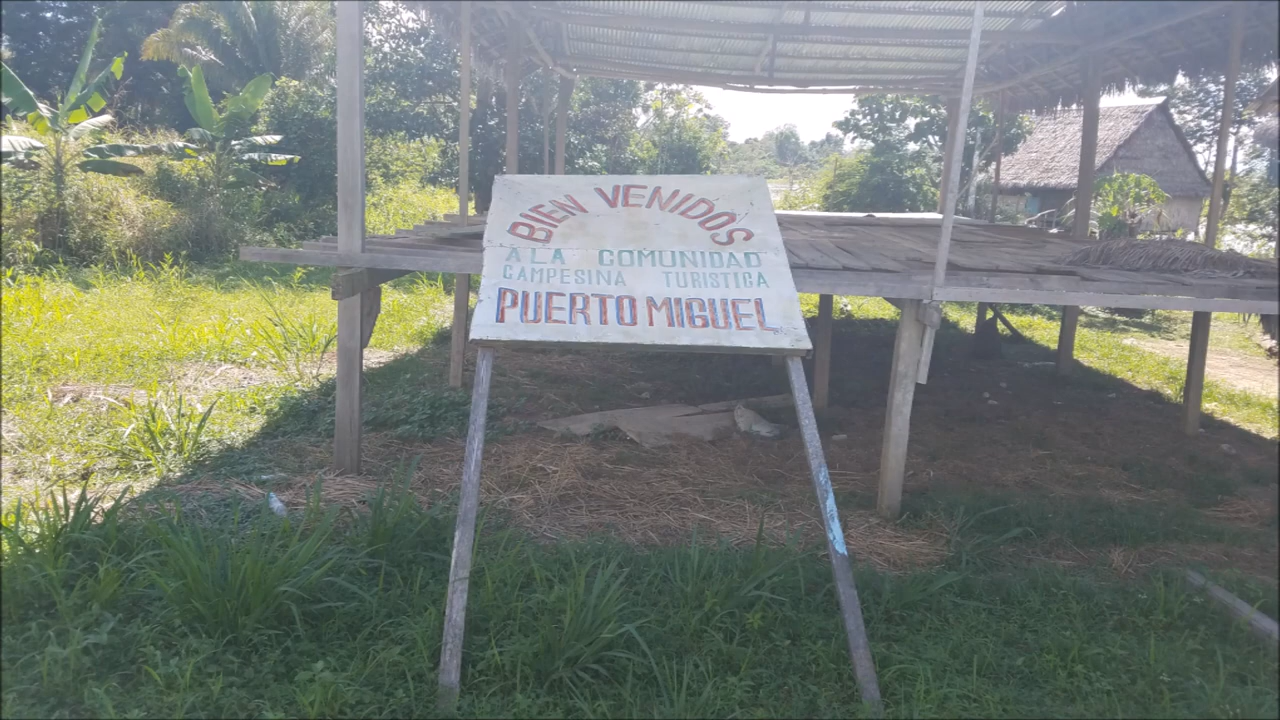 BIEN VENIDOS
A LA COMUNIDAD
CAMPESINA TURISTICA
PUERTO MIGUEL